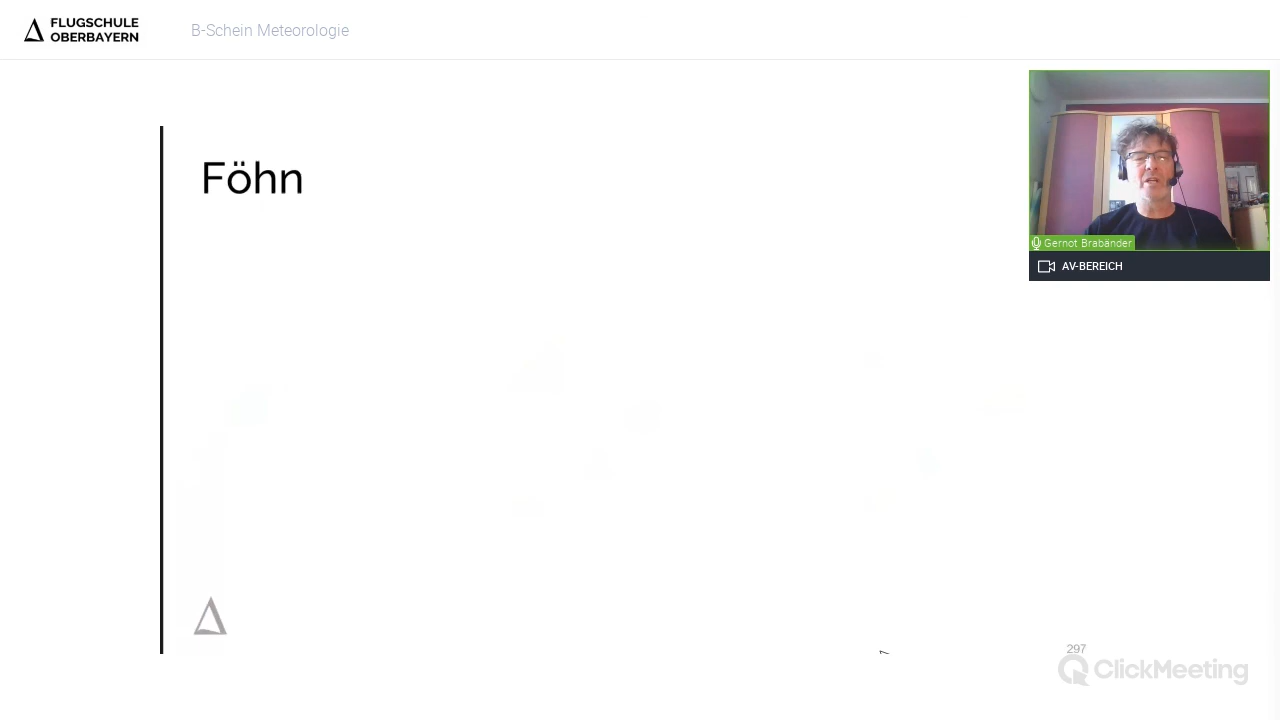 FLUGSCHULE
OBERBAYERN
B-Schein Meteorologie
Föhn
Gernot Brabänder
AV-BEREICH
297
ClickMeeting